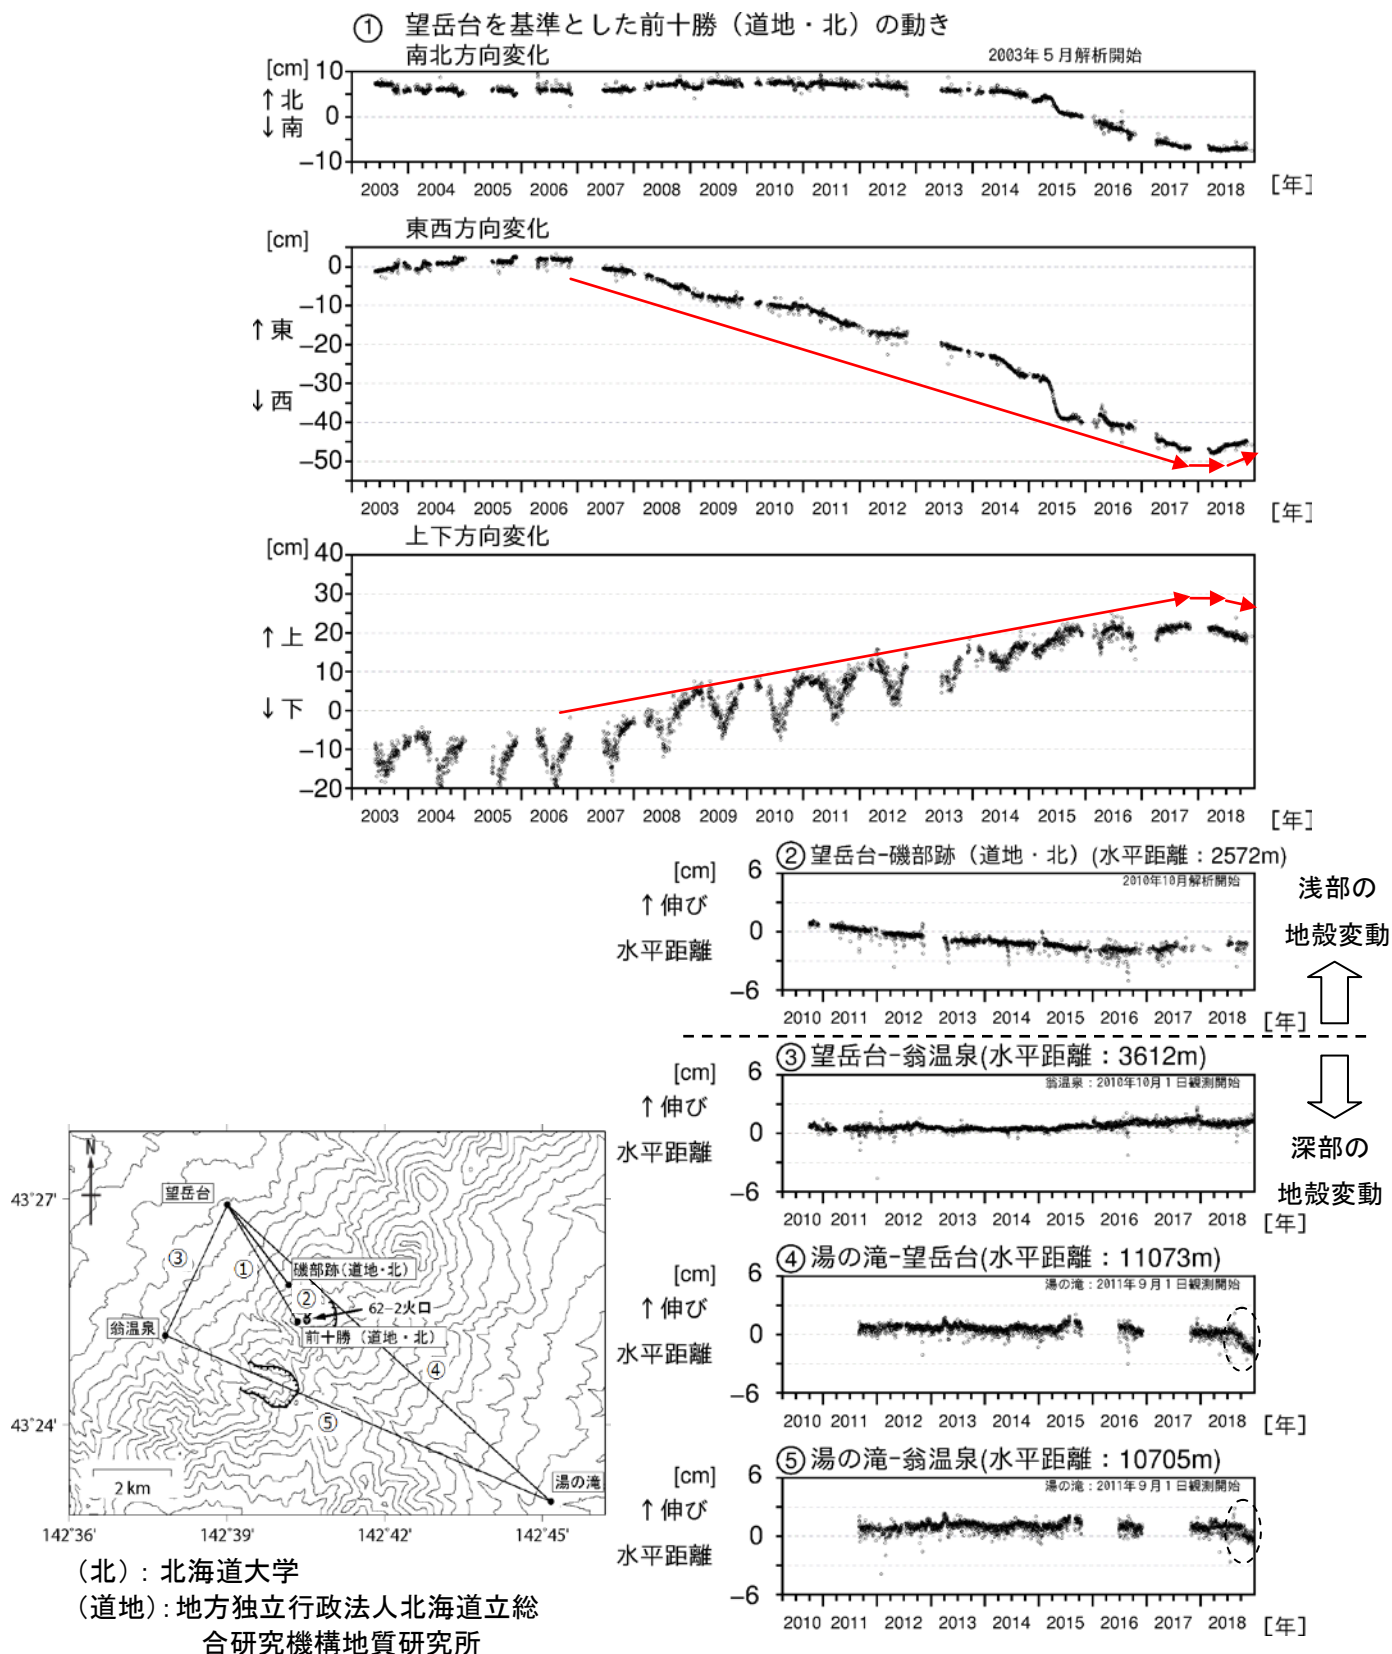 ① 望岳台を基準とした前十勝（道地・北）の動き
南北方向変化
2003年５月解析開始
[cm]
↑北
↓南
10
0
−10
2003 2004 2005 2006 2007 2008 2009 2010 2011 2012 2013 2014 2015 2016 2017 2018 [年]
東西方向変化
[cm]
↑東
↓西
0
−10
−20
−30
−40
−50
2003 2004 2005 2006 2007 2008 2009 2010 2011 2012 2013 2014 2015 2016 2017 2018 [年]
上下方向変化
[cm]
↑上
↓下
40
30
20
10
0
−10
−20
2003 2004 2005 2006 2007 2008 2009 2010 2011 2012 2013 2014 2015 2016 2017 2018 [年]
②望岳台−磯部跡（道地・北）(水平距離：2572m)
2010年10月解析開始
[cm]
↑伸び
水平距離
6
0
−6
2010 2011 2012 2013 2014 2015 2016 2017 2018 [年]
浅部の
地殻変動
③望岳台−翁温泉(水平距離：3612m)
翁温泉：2010年10月１日観測開始
[cm]
↑伸び
水平距離
6
0
−6
2010 2011 2012 2013 2014 2015 2016 2017 2018 [年]
深部の
地殻変動
④湯の滝−望岳台(水平距離：11073m)
湯の滝：2011年９月１日観測開始
[cm]
↑伸び
水平距離
6
0
−6
2010 2011 2012 2013 2014 2015 2016 2017 2018 [年]
⑤湯の滝−翁温泉(水平距離：10705m)
湯の滝：2011年９月１日観測開始
[cm]
↑伸び
水平距離
6
0
−6
2010 2011 2012 2013 2014 2015 2016 2017 2018 [年]
N
43°27'
43°24'
望岳台
③
①
磯部跡（道地・北）
②
62−2火口
翁温泉
前十勝（道地・北）
④
⑤
湯の滝
2 km
142°36' 142°39' 142°42' 142°45'
（北）：北海道大学
（道地）：地方独立行政法人北海道立総
合研究機構地質研究所